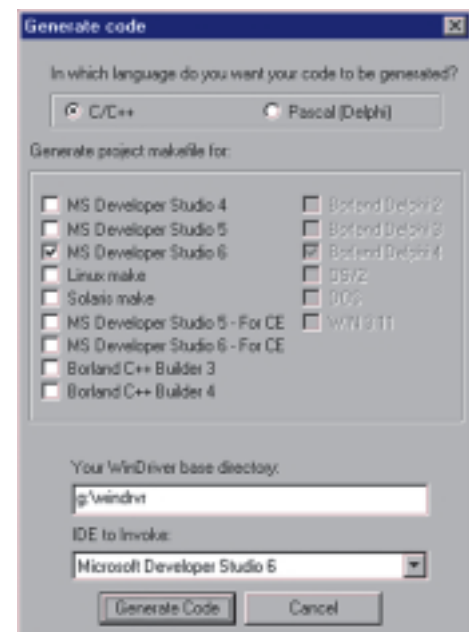 Generate code
In which language do you want your code to be generated?
C/C++ Pascal (Delphi)
Generate project makefile for:
MS Developer Studio 4 Borland Delphi 2
MS Developer Studio 5 Borland Delphi 3
MS Developer Studio 6 Borland Delphi 4
Linux make OS/2
Solaris make DOS
MS Developer Studio 5 - For CE WIN 3.11
MS Developer Studio 6 - For CE
Borland C++ Builder 3
Borland C++ Builder 4
Your WinDriver base directory:
g:\windrvr
IDE to Invoke:
Microsoft Developer Studio 6
Generate Code Cancel